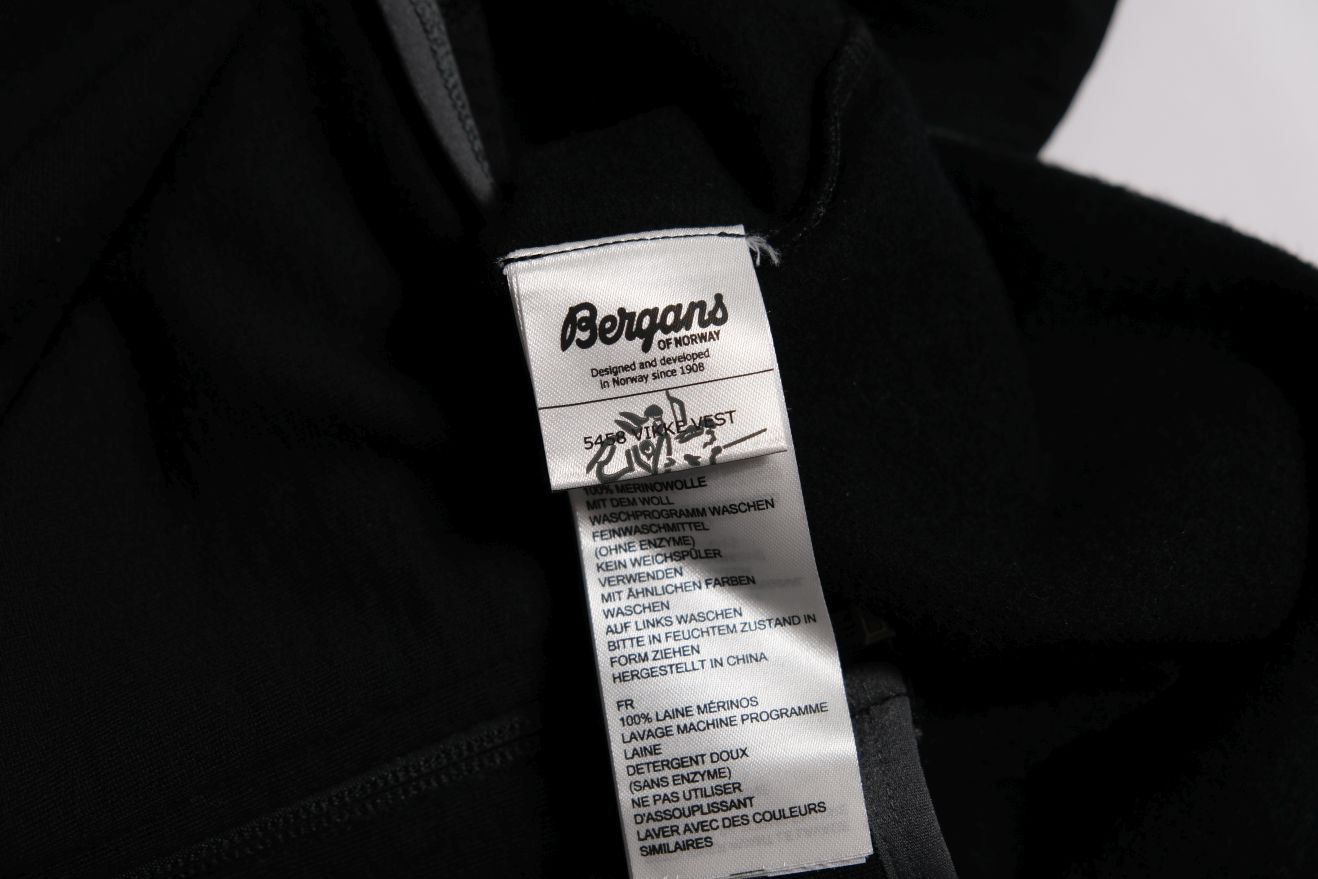 Bergans
OF NORWAY
Designed and developed
in Norway since 1908
5458 VIKKE VEST
100% MERINOWOLLE
MIT DEM WOLL
WASCHPROGRAMM WASCHEN
FEINWASCHMITTEL
(OHNE ENZYME)
KEIN WEICHSPÜLER
VERWENDEN
MIT ÄHNLICHEN FARBEN
WASCHEN
AUF LINKS WASCHEN
BITTE IN FEUCHTEM ZUSTAND IN
FORM ZIEHEN
HERGESTELLT IN CHINA
FR
100% LAINE MÉRINOS
LAVAGE MACHINE PROGRAMME
LAINE
DETERGENT DOUX
(SANS ENZYME)
NE PAS UTILISER
D'ASSOUPLISSANT
LAVER AVEC DES COULEURS
SIMILAIRES